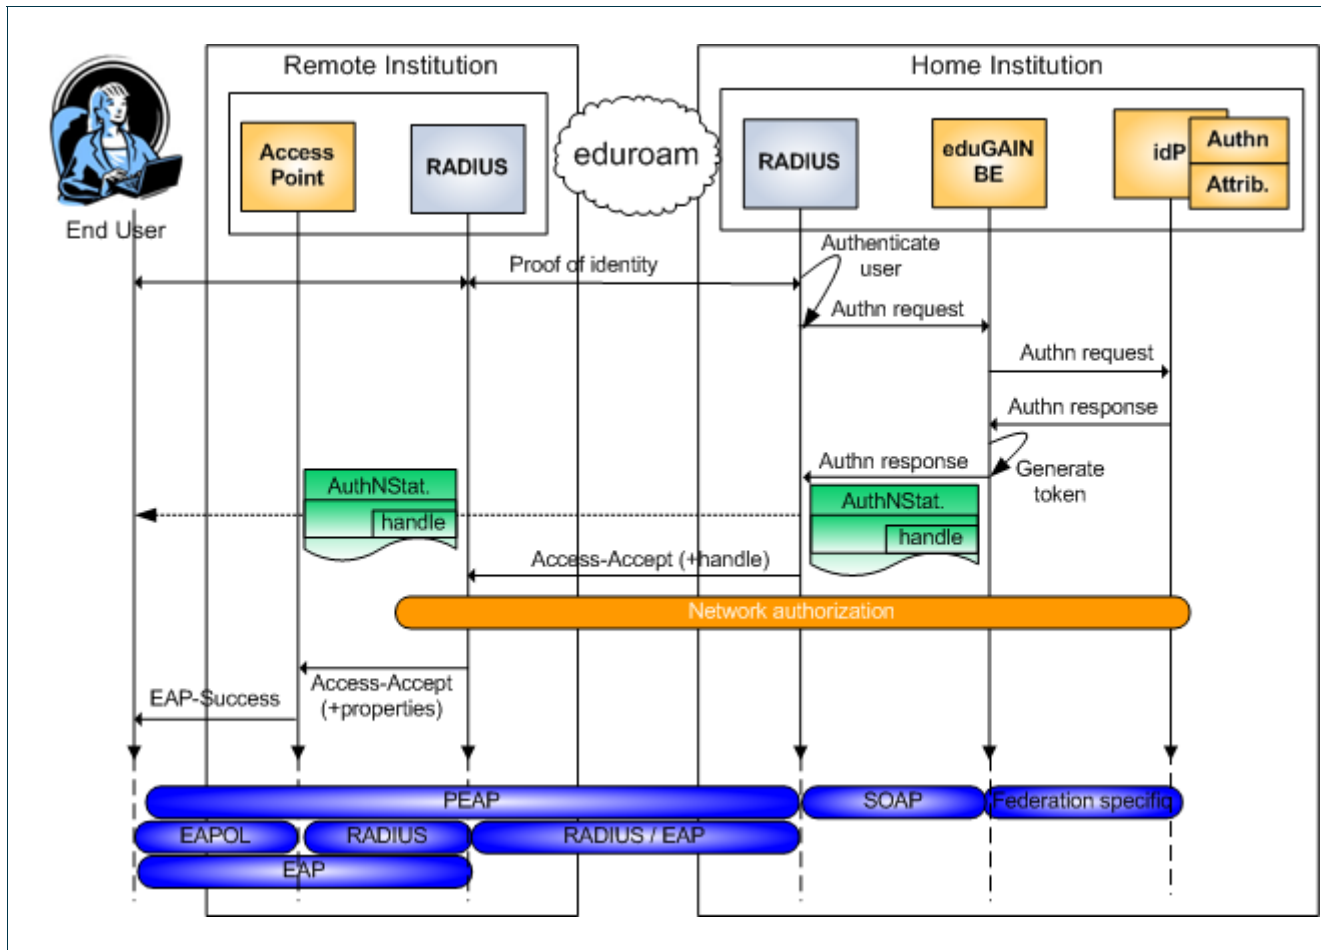 Remote Institution
Home Institution
End User
Access
Point
RADIUS
eduroam
RADIUS
eduGAIN
BE
idP
Authn
Attrib.
Proof of identity
Authenticate
user
Authn request
Authn request
Authn response
Authn response
Generate
token
AuthNStat.
handle
AuthNStat.
handle
Access-Accept (+handle)
Network authorization
Access-Accept
(+properties)
EAP-Success
PEAP
SOAP
Federation specifiq
EAPOL
RADIUS
RADIUS / EAP
EAP